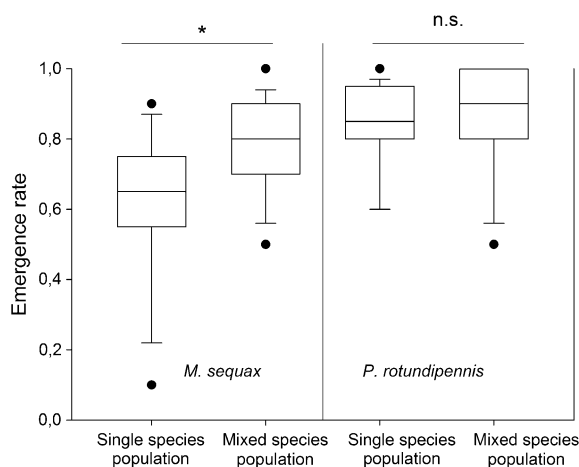 * n.s.
1,0
0,8
0,6
0,4
0,2
0,0
Emergence rate
M. sequax P. rotundipennis
Single species Mixed species Single species Mixed species
population population population population